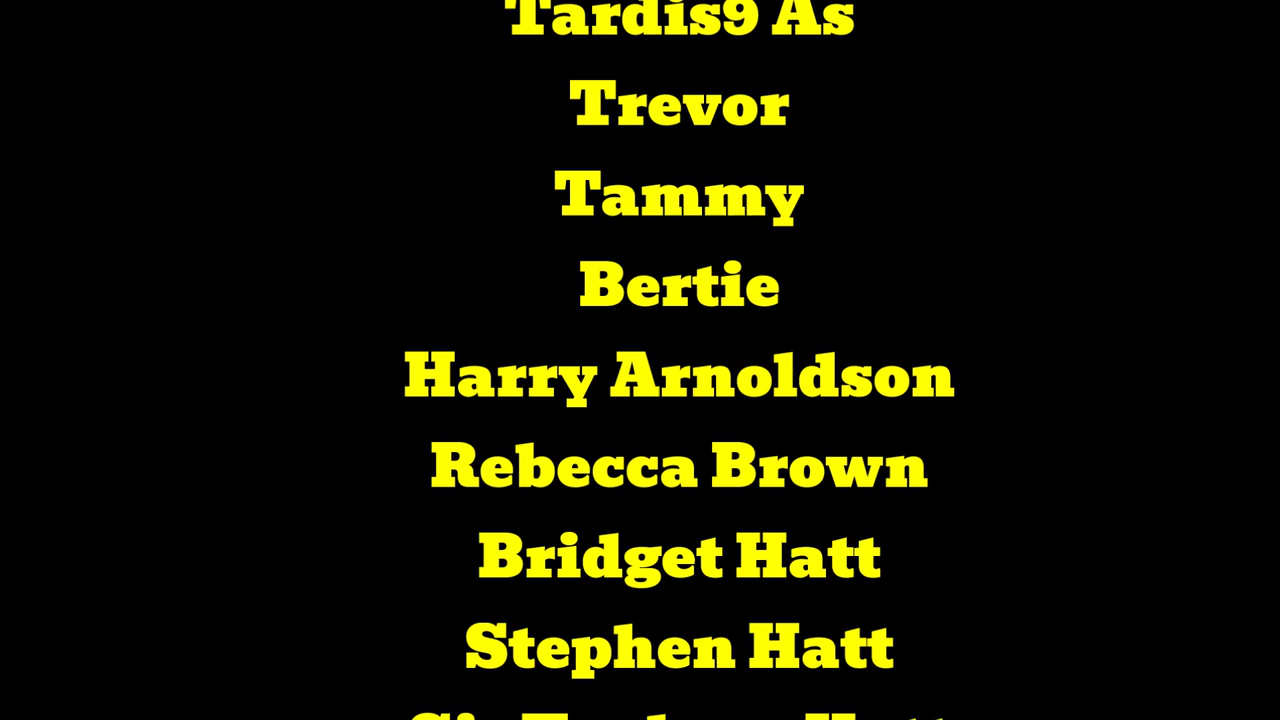 Tardis9 As
Trevor
Tammy
Bertie
Harry Arnoldson
Rebecca Brown
Bridget Hatt
Stephen Hatt